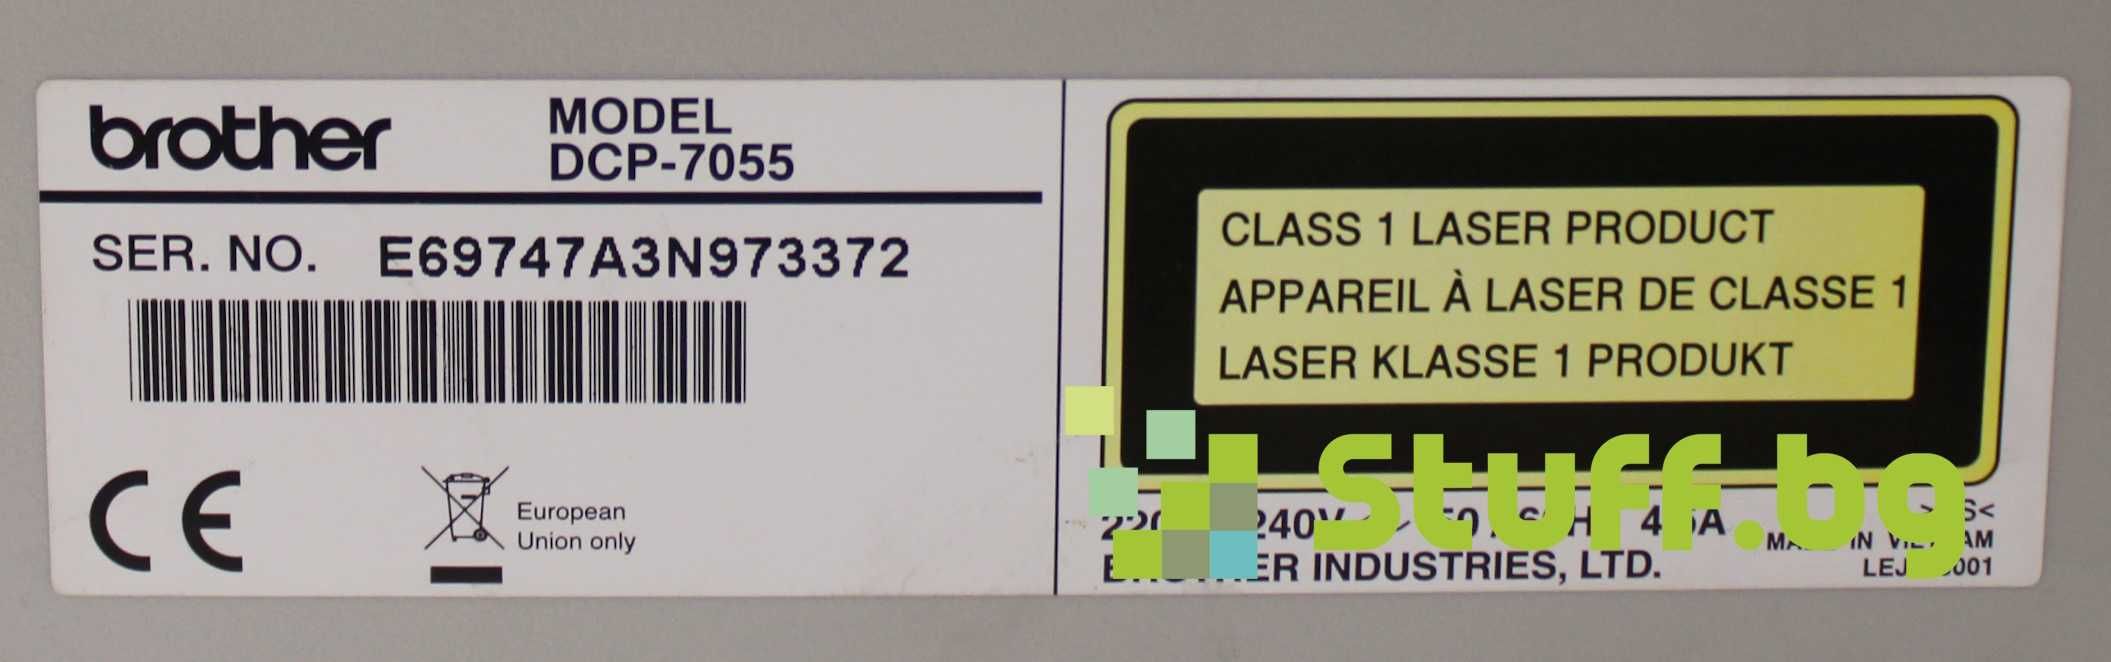 brother
MODEL
DCP-7055
SER. NO. E69747A3N973372
European
Union only
CLASS 1 LASER PRODUCT
APPAREIL À LASER DE CLASSE 1
LASER KLASSE 1 PRODUKT
Stuff.bg
INDUSTRIES, LTD.
IN